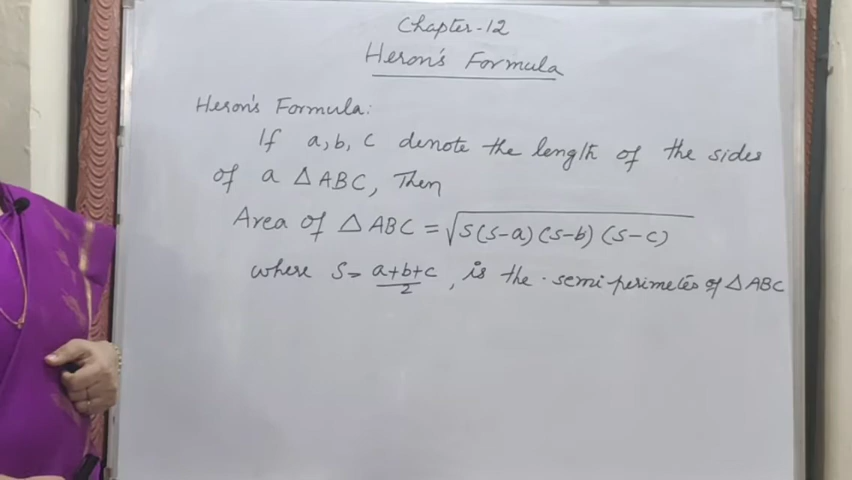 Chapter-12
Heron's Formula
Heron's Formula:
If a, b, c denote the length of the sides
of a △ ABC, Then
Area of △ ABC = √s(s-a)(s-b)(s-c)
where s = a+b+c/2, is the semi-perimeter of △ ABC